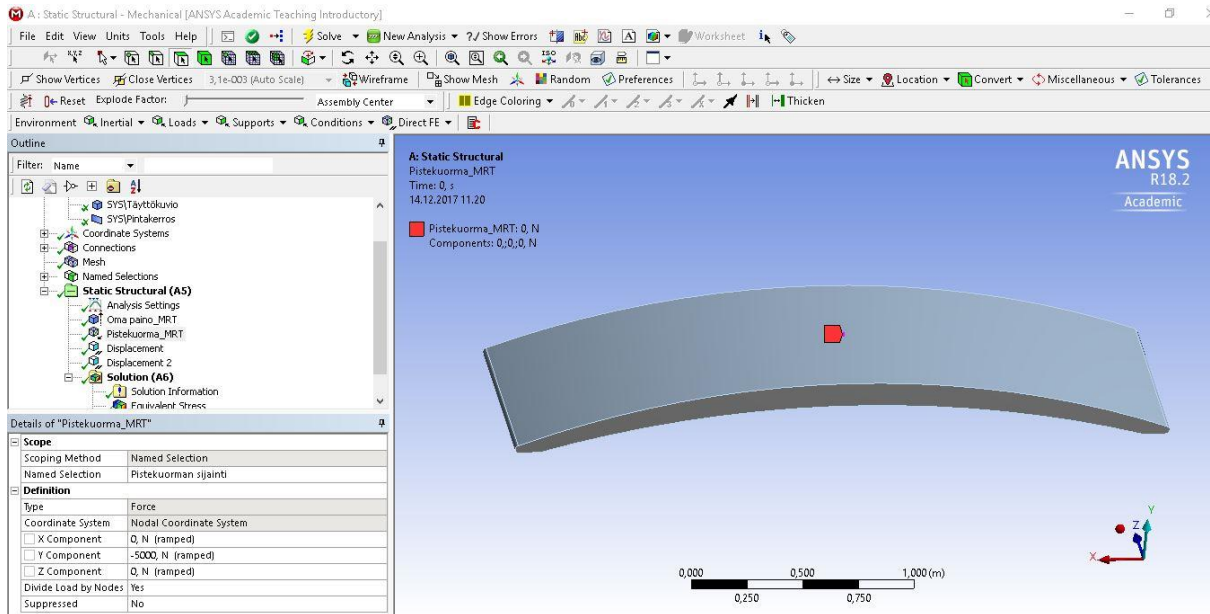 A : Static Structural - Mechanical [ANSYS Academic Teaching Introductory]
File Edit View Units Tools Help Solve New Analysis ?/ Show Errors Worksheet
Show Vertices Close Vertices 3,1e-003 (Auto Scale) Wireframe Show Mesh Random Preferences Size Location Convert Miscellaneous Tolerances
Reset Explode Factor: Assembly Center Edge Coloring Thicken
Environment Inertial Loads Supports Conditions Direct FE
Outline
Filter: Name
SYS\Täyttökuvio
SYS\Pintakerros
Coordinate Systems
Connections
Mesh
Named Selections
Static Structural (A5)
Analysis Settings
Oma paino_MRT
Pistekuorma_MRT
Displacement
Displacement 2
Solution (A6)
Solution Information
Equivalent Stress
Details of "Pistekuorma_MRT"
Scope
Scoping Method Named Selection
Named Selection Pistekuorman sijainti
Definition
Type Force
Coordinate System Nodal Coordinate System
X Component 0, N (ramped)
Y Component -5000, N (ramped)
Z Component 0, N (ramped)
Divide Load by Nodes Yes
Suppressed No
A: Static Structural
Pistekuorma_MRT
Time: 0, s
14.12.2017 11.20
Pistekuorma_MRT: 0, N
Components: 0,;0,;0, N
ANSYS
R18.2
Academic
Y
Z
X
0,000 0,500 1,000 (m)
0,250 0,750